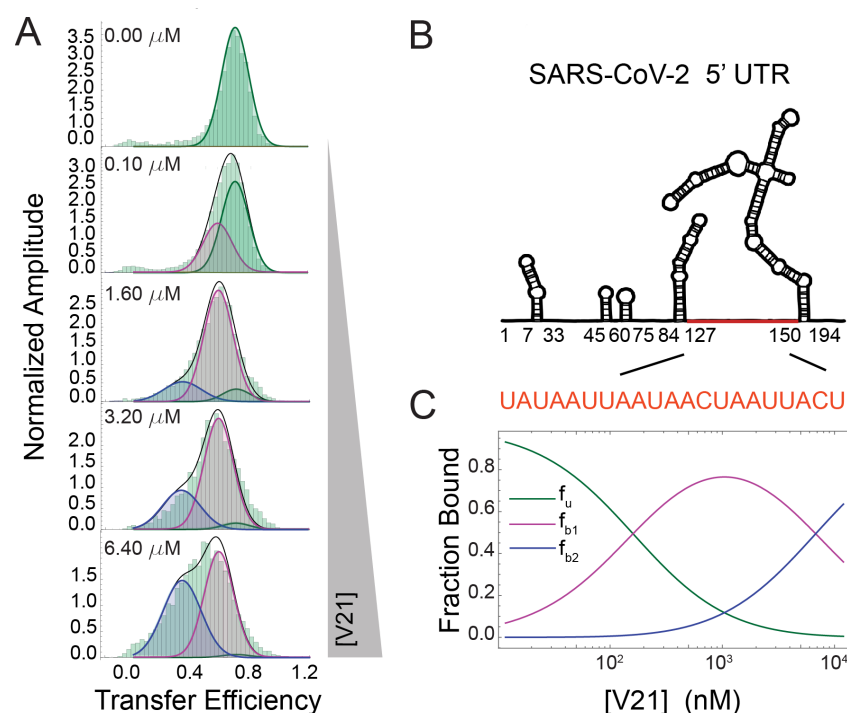 A
0.00 μM
3.5
3.0
2.5
2.0
1.5
1.0
0.5
0.0
0.10 μM
3.0
2.5
2.0
1.5
1.0
0.5
0.0
1.60 μM
2.5
2.0
1.5
1.0
0.5
0.0
3.20 μM
2.0
1.5
1.0
0.5
0.0
6.40 μM
1.5
1.0
0.5
0.0
0.0 0.4 0.8 1.2
Normalized Amplitude
Transfer Efficiency
[V21]
B
SARS-CoV-2 5' UTR
1 7 33 45 60 75 84 127 150 194
UAUAAUUAAUAACUAAUUACU
C
0.8
0.6
0.4
0.2
0.0
fu
fb1
fb2
10² 10³ 10⁴
Fraction Bound
[V21] (nM)